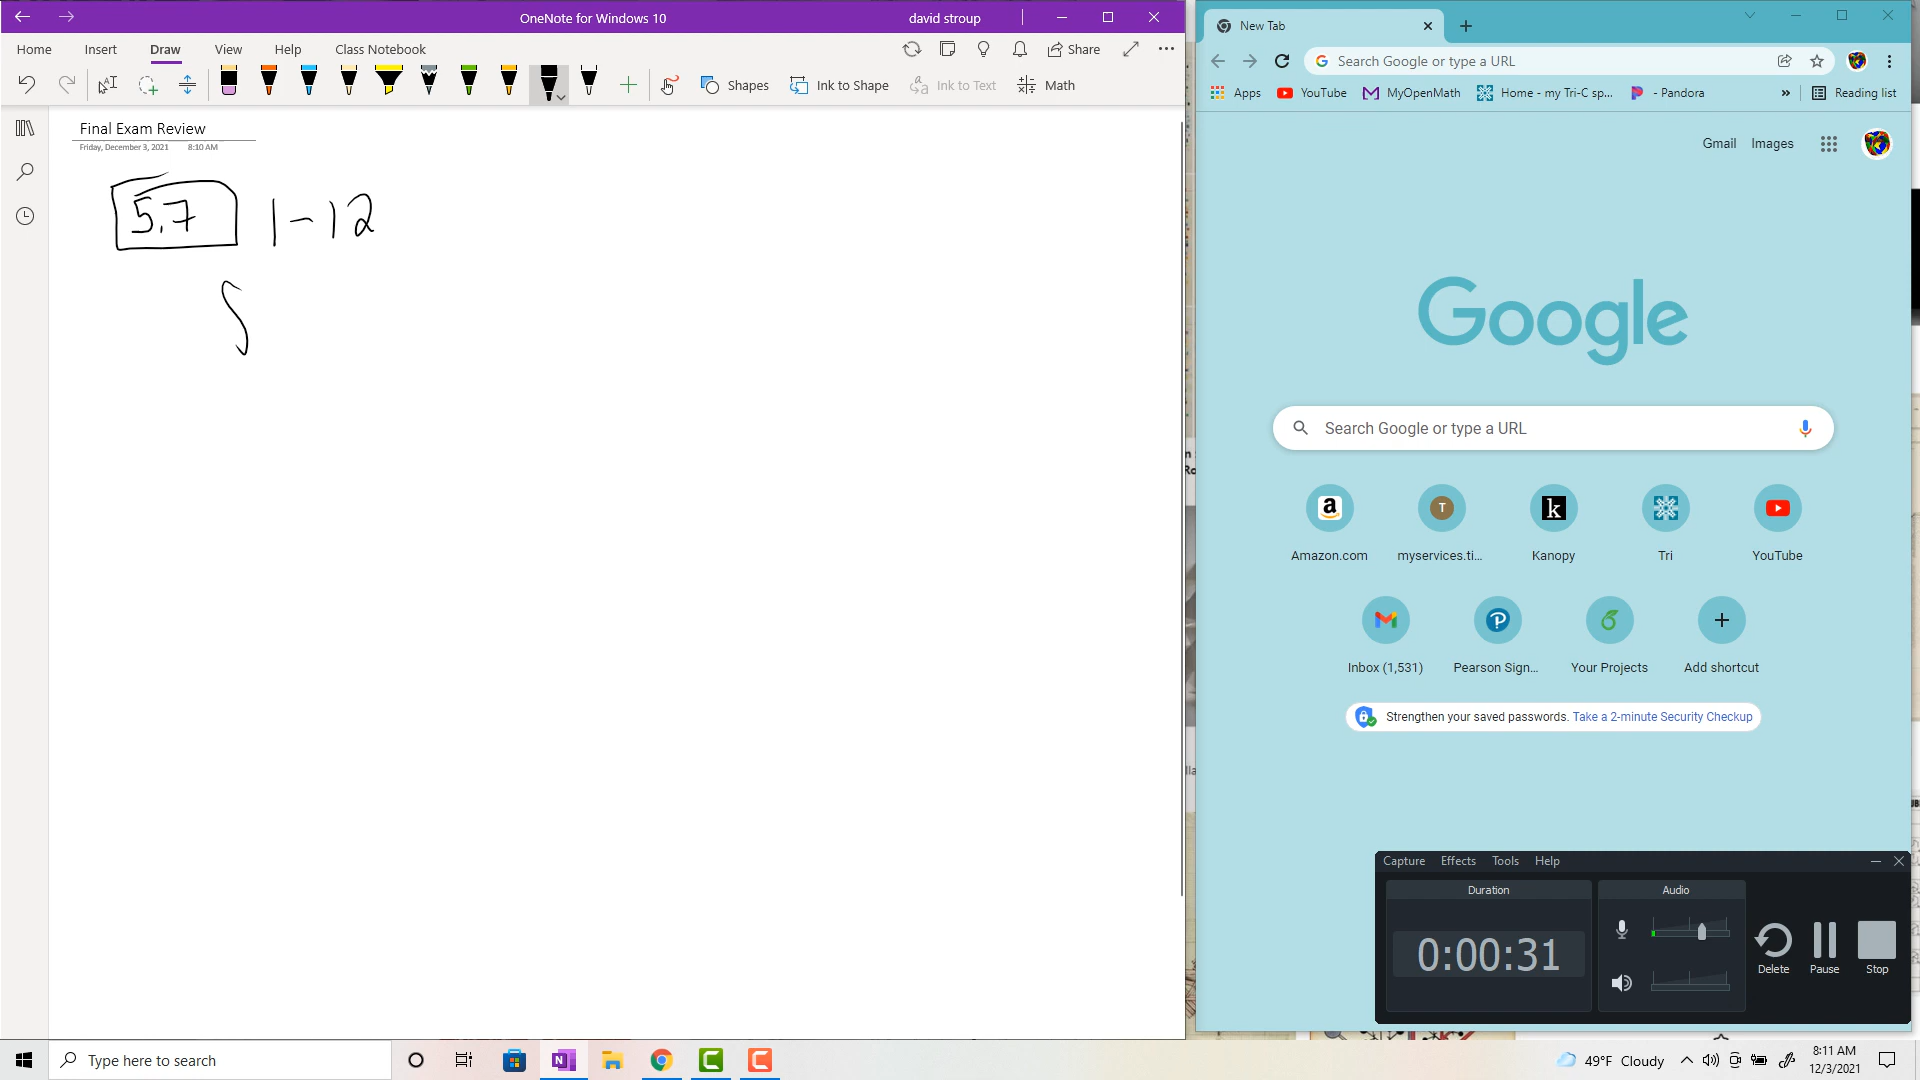 OneNote for Windows 10
david stroup
Home Insert Draw View Help Class Notebook
Share
Shapes Ink to Shape Ink to Text Math
Final Exam Review
Friday, December 3, 2021 8:10 AM
5.7 1-12
∫
New Tab
Search Google or type a URL
Apps YouTube MyOpenMath Home - my Tri-C sp... - Pandora » Reading list
Gmail Images
Google
Search Google or type a URL
Amazon.com myservices.ti... Kanopy Tri YouTube
Inbox (1,531) Pearson Sign... Your Projects Add shortcut
Strengthen your saved passwords. Take a 2-minute Security Checkup
Capture Effects Tools Help
Duration Audio
0:00:31
Delete Pause Stop
Type here to search
49°F Cloudy
8:11 AM
12/3/2021